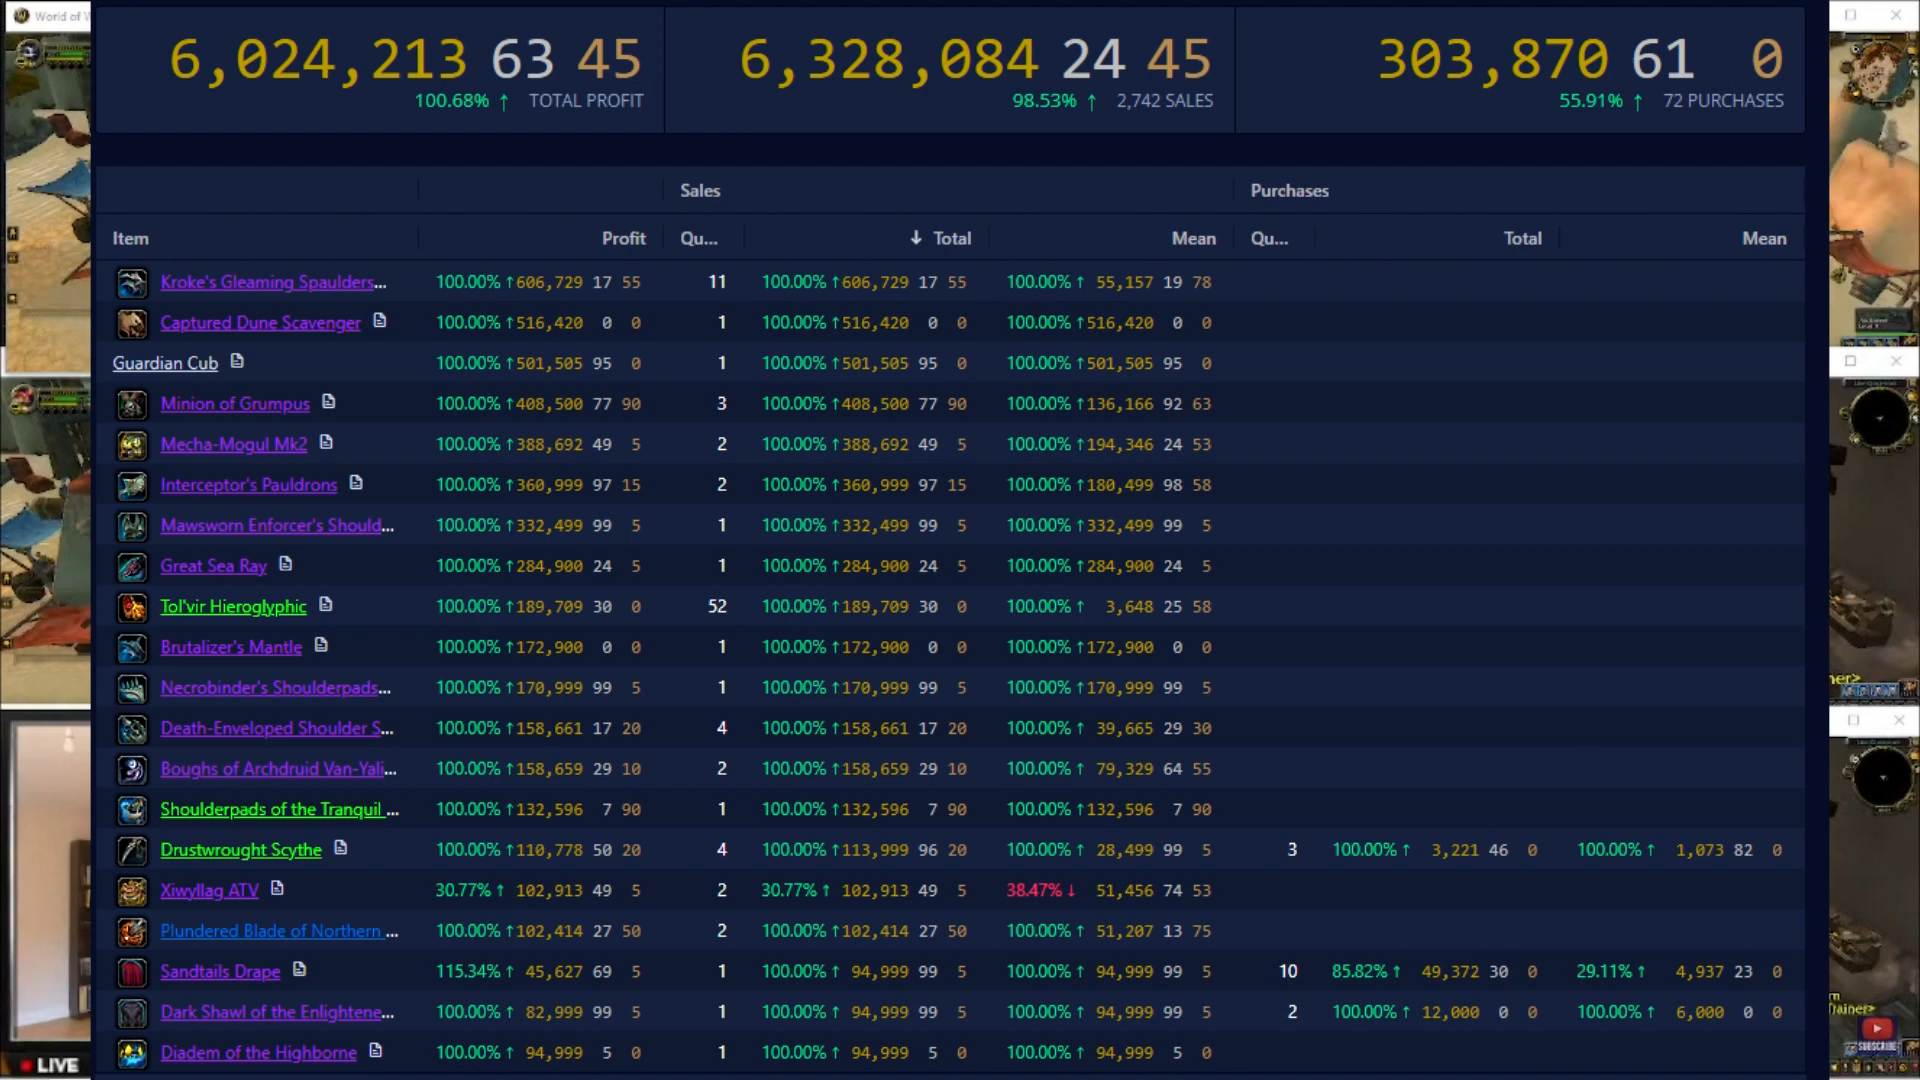 World of W
6,024,213 63 45
100.68% ↑ TOTAL PROFIT
6,328,084 24 45
98.53% ↑ 2,742 SALES
303,870 61 0
55.91% ↑ 72 PURCHASES
Sales Purchases
Item Profit Qu... ↓ Total Mean Qu... Total Mean
Kroke's Gleaming Spaulders... 100.00% ↑ 606,729 17 55 11 100.00% ↑ 606,729 17 55 100.00% ↑ 55,157 19 78
Captured Dune Scavenger 100.00% ↑ 516,420 0 0 1 100.00% ↑ 516,420 0 0 100.00% ↑ 516,420 0 0
Guardian Cub 100.00% ↑ 501,505 95 0 1 100.00% ↑ 501,505 95 0 100.00% ↑ 501,505 95 0
Minion of Grumpus 100.00% ↑ 408,500 77 90 3 100.00% ↑ 408,500 77 90 100.00% ↑ 136,166 92 63
Mecha-Mogul Mk2 100.00% ↑ 388,692 49 5 2 100.00% ↑ 388,692 49 5 100.00% ↑ 194,346 24 53
Interceptor's Pauldrons 100.00% ↑ 360,999 97 15 2 100.00% ↑ 360,999 97 15 100.00% ↑ 180,499 98 58
Mawsworn Enforcer's Should... 100.00% ↑ 332,499 99 5 1 100.00% ↑ 332,499 99 5 100.00% ↑ 332,499 99 5
Great Sea Ray 100.00% ↑ 284,900 24 5 1 100.00% ↑ 284,900 24 5 100.00% ↑ 284,900 24 5
Tol'vir Hieroglyphic 100.00% ↑ 189,709 30 0 52 100.00% ↑ 189,709 30 0 100.00% ↑ 3,648 25 58
Brutalizer's Mantle 100.00% ↑ 172,900 0 0 1 100.00% ↑ 172,900 0 0 100.00% ↑ 172,900 0 0
Necrobinder's Shoulderpads... 100.00% ↑ 170,999 99 5 1 100.00% ↑ 170,999 99 5 100.00% ↑ 170,999 99 5
Death-Enveloped Shoulder S... 100.00% ↑ 158,661 17 20 4 100.00% ↑ 158,661 17 20 100.00% ↑ 39,665 29 30
Boughs of Archdruid Van-Yali... 100.00% ↑ 158,659 29 10 2 100.00% ↑ 158,659 29 10 100.00% ↑ 79,329 64 55
Shoulderpads of the Tranquil ... 100.00% ↑ 132,596 7 90 1 100.00% ↑ 132,596 7 90 100.00% ↑ 132,596 7 90
Drustwrought Scythe 100.00% ↑ 110,778 50 20 4 100.00% ↑ 113,999 96 20 100.00% ↑ 28,499 99 5 3 100.00% ↑ 3,221 46 0 100.00% ↑ 1,073 82 0
Xiwyllag ATV 30.77% ↑ 102,913 49 5 2 30.77% ↑ 102,913 49 5 38.47% ↓ 51,456 74 53
Plundered Blade of Northern ... 100.00% ↑ 102,414 27 50 2 100.00% ↑ 102,414 27 50 100.00% ↑ 51,207 13 75
Sandtails Drape 115.34% ↑ 45,627 69 5 1 100.00% ↑ 94,999 99 5 100.00% ↑ 94,999 99 5 10 85.82% ↑ 49,372 30 0 29.11% ↑ 4,937 23 0
Dark Shawl of the Enlightene... 100.00% ↑ 82,999 99 5 1 100.00% ↑ 94,999 99 5 100.00% ↑ 94,999 99 5 2 100.00% ↑ 12,000 0 0 100.00% ↑ 6,000 0 0
Diadem of the Highborne 100.00% ↑ 94,999 5 0 1 100.00% ↑ 94,999 5 0 100.00% ↑ 94,999 5 0
LIVE
ner>
Trainer>
SUBSCRIBE